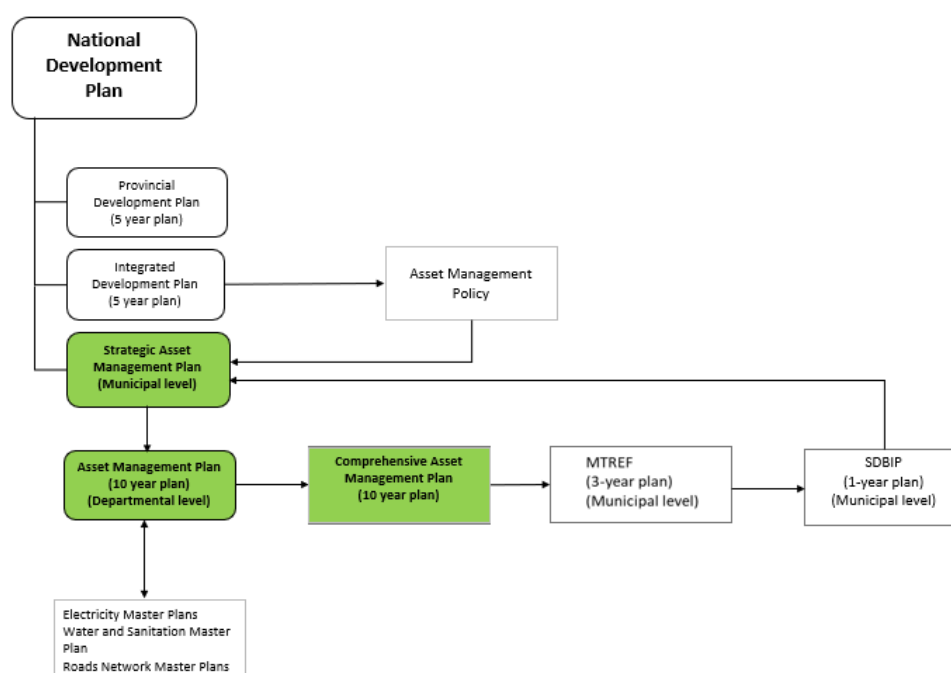 National
Development
Plan
Provincial
Development Plan
(5 year plan)
Integrated
Development Plan
(5 year plan)
Asset Management
Policy
Strategic Asset
Management Plan
(Municipal level)
Asset Management Plan
(10 year plan)
(Departmental level)
Comprehensive Asset
Management Plan
(10 year plan)
MTREF
(3-year plan)
(Municipal level)
SDBIP
(1-year plan)
(Municipal level)
Electricity Master Plans
Water and Sanitation Master
Plan
Roads Network Master Plans